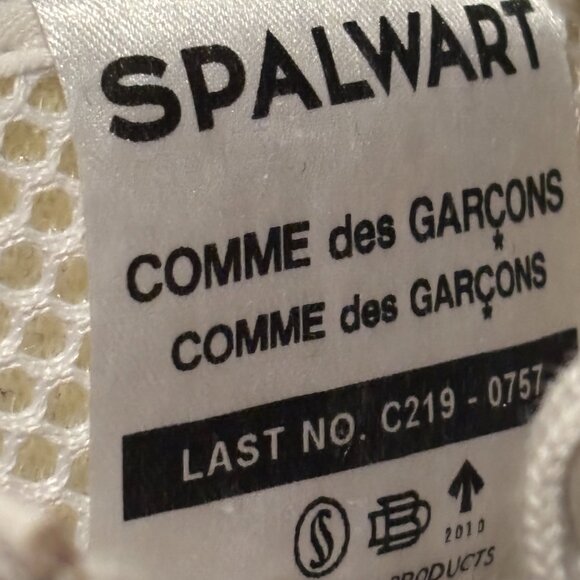 SPALWART
COMME des GARÇONS
COMME des GARÇONS
LAST NO. C219 - 0757
2010
PRODUCTS